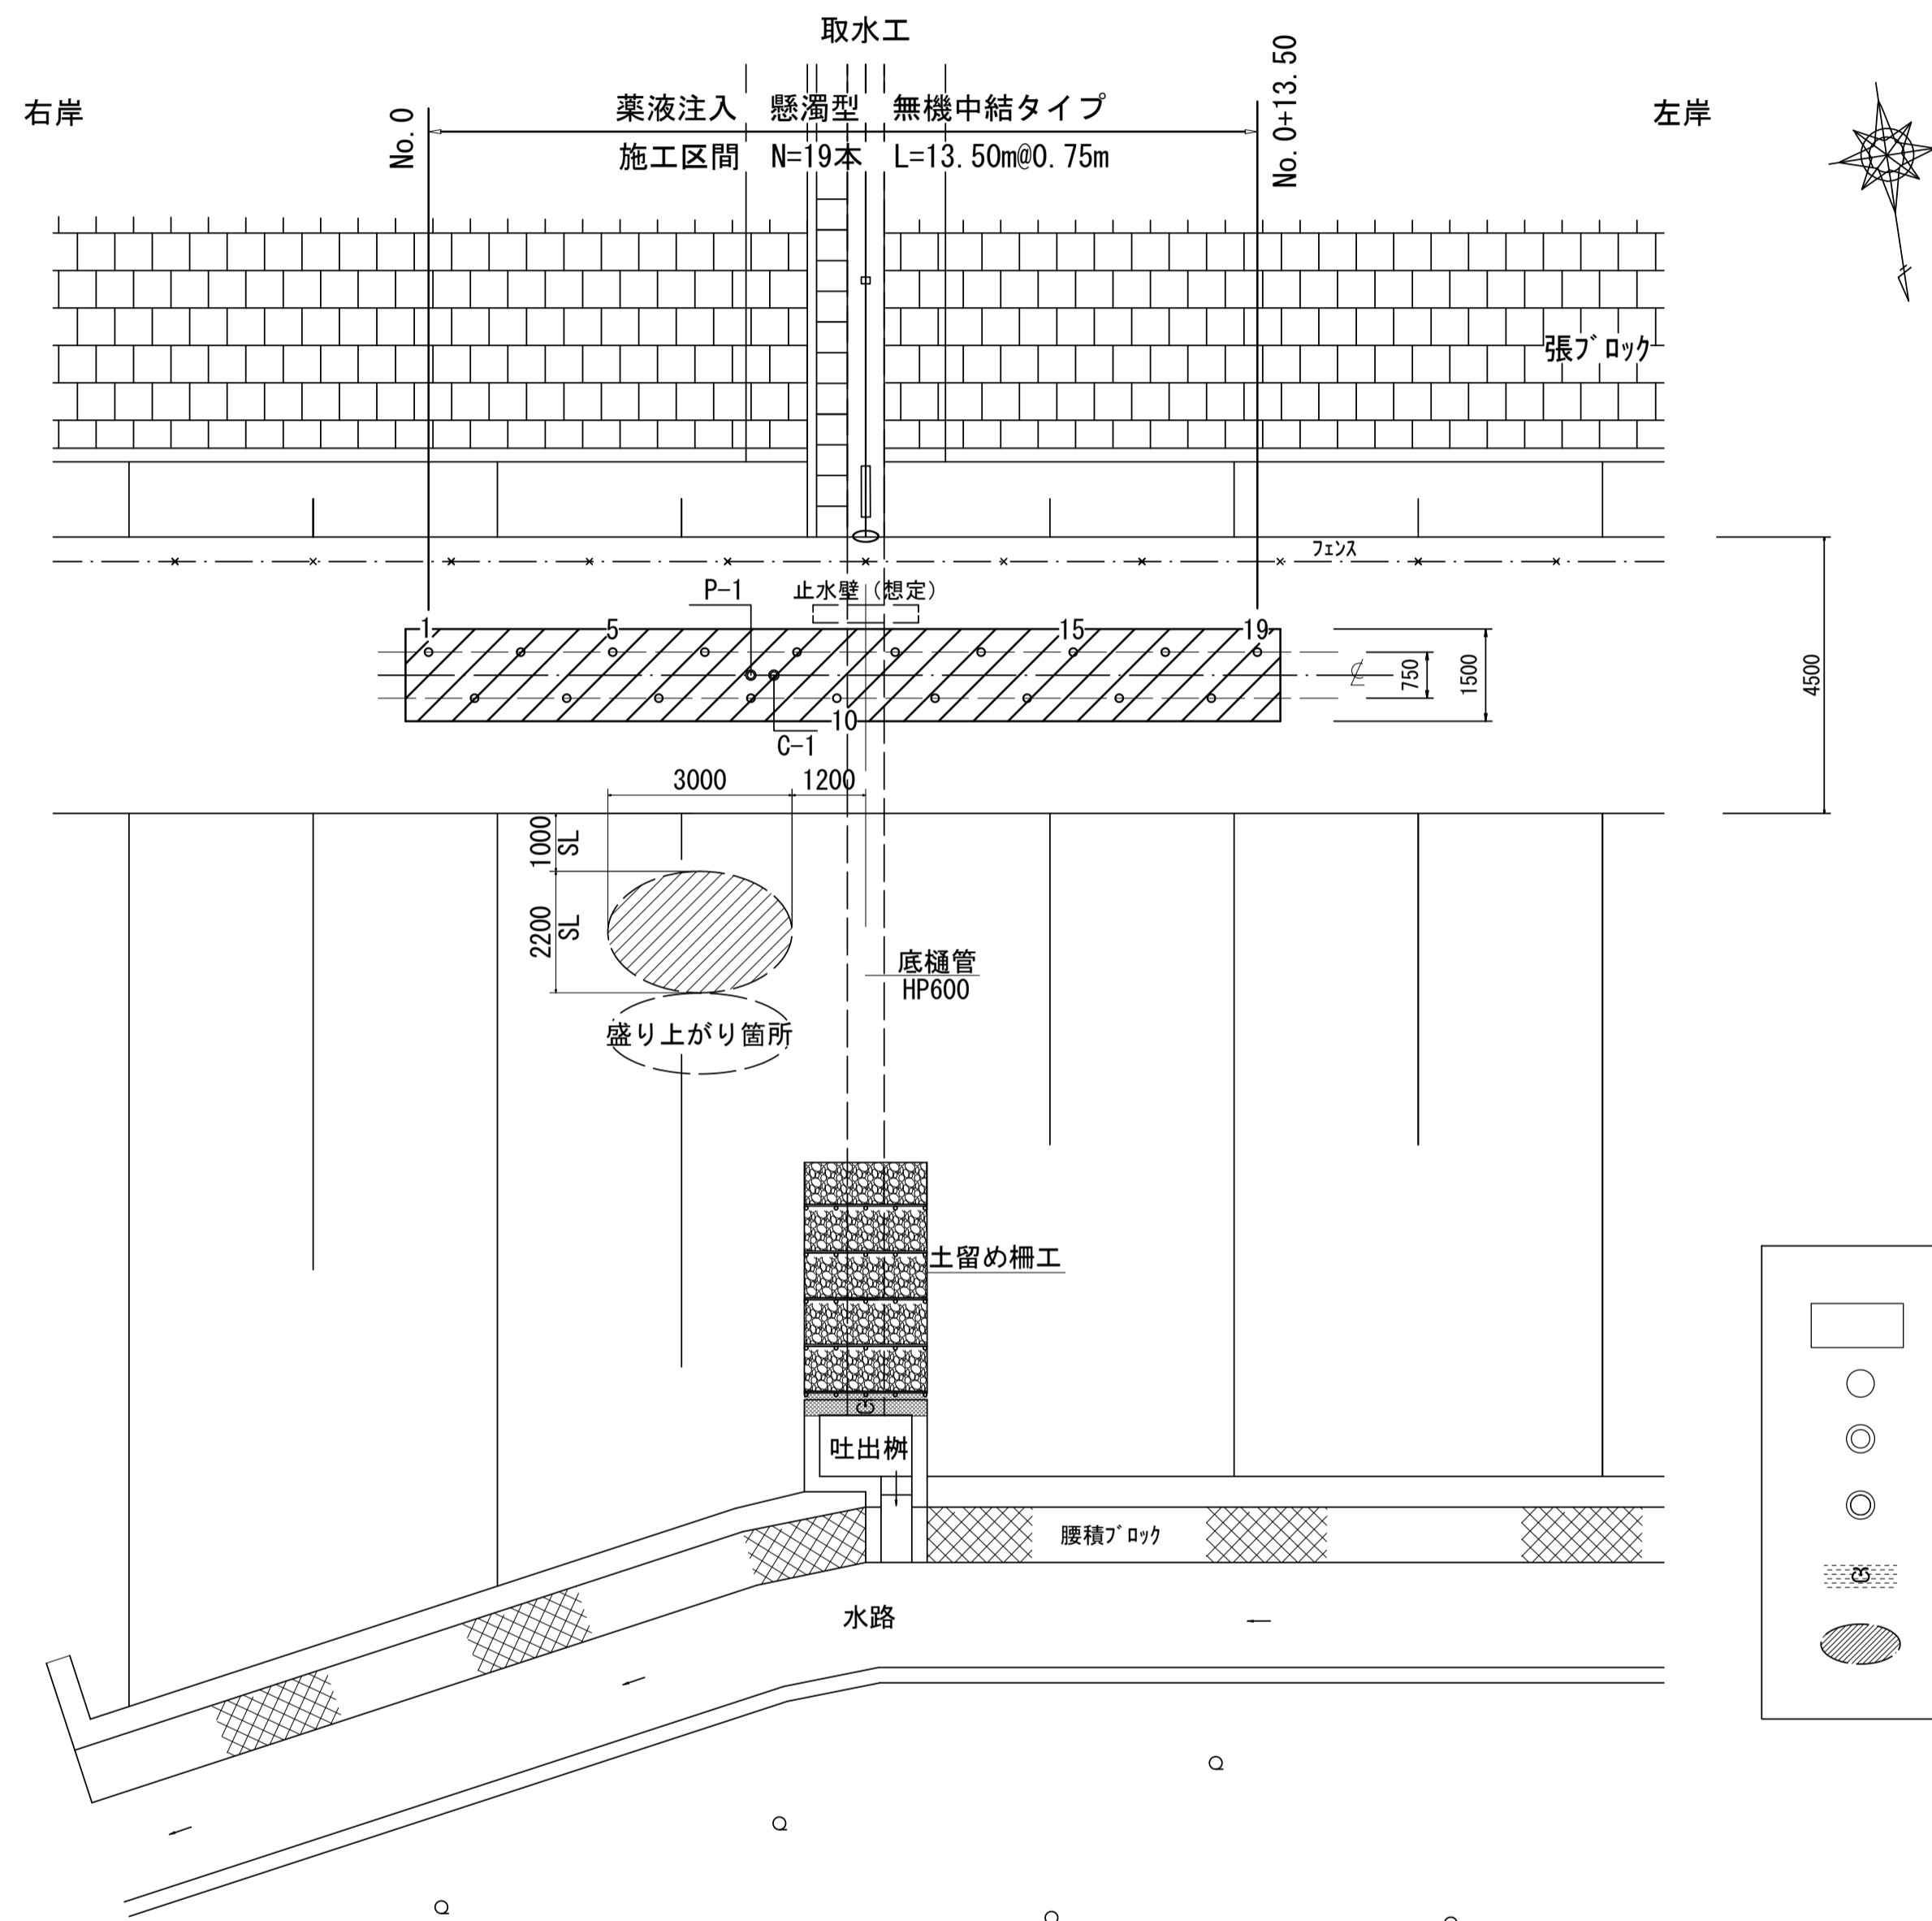 取水工
右岸
左岸
No.0
No.0+13.50
薬液注入 懸濁型 無機中結タイプ
施工区間 N=19本 L=13.50m@0.75m
張ブロック
フェンス
P-1
止水壁（想定）
1
5
15
19
10
C-1
750
1500
4500
3000
1200
1000
SL
2200
SL
底樋管
HP600
盛り上がり箇所
土留め柵工
吐出桝
腰積ブロック
水路